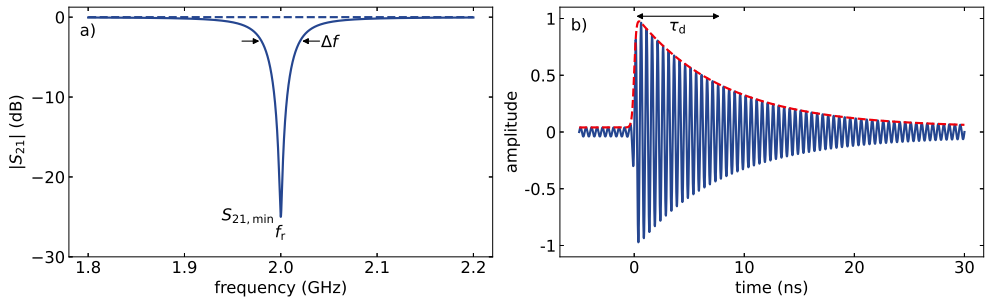 a)
Δf
S21,min
fr
0
−10
−20
−30
|S21| (dB)
1.8 1.9 2.0 2.1 2.2
frequency (GHz)
b)
τd
1
0.5
0
-0.5
-1
amplitude
0 10 20 30
time (ns)